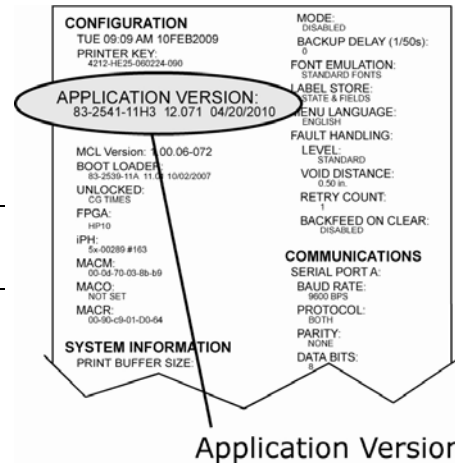 CONFIGURATION
TUE 09:09 AM 10FEB2009
PRINTER KEY:
4212-HE25-060224-090
APPLICATION VERSION:
83-2541-11H3 12.071 04/20/2010
MCL Version: 1.00.06-072
BOOT LOADER:
83-2539-11A 11.01 10/02/2007
UNLOCKED:
CG TIMES
FPGA:
HP10
iPH:
5x-00289 #163
MACM:
00-0d-70-03-8b-b9
MACO:
NOT SET
MACR:
00-90-c9-01-D0-64
SYSTEM INFORMATION
PRINT BUFFER SIZE:
MODE:
DISABLED
BACKUP DELAY (1/50s):
0
FONT EMULATION:
STANDARD FONTS
LABEL STORE:
STATE & FIELDS
MENU LANGUAGE:
ENGLISH
FAULT HANDLING:
LEVEL:
STANDARD
VOID DISTANCE:
0.50 in.
RETRY COUNT:
1
BACKFEED ON CLEAR:
DISABLED
COMMUNICATIONS
SERIAL PORT A:
BAUD RATE:
9600 BPS
PROTOCOL:
BOTH
PARITY:
NONE
DATA BITS:
8
Application Version